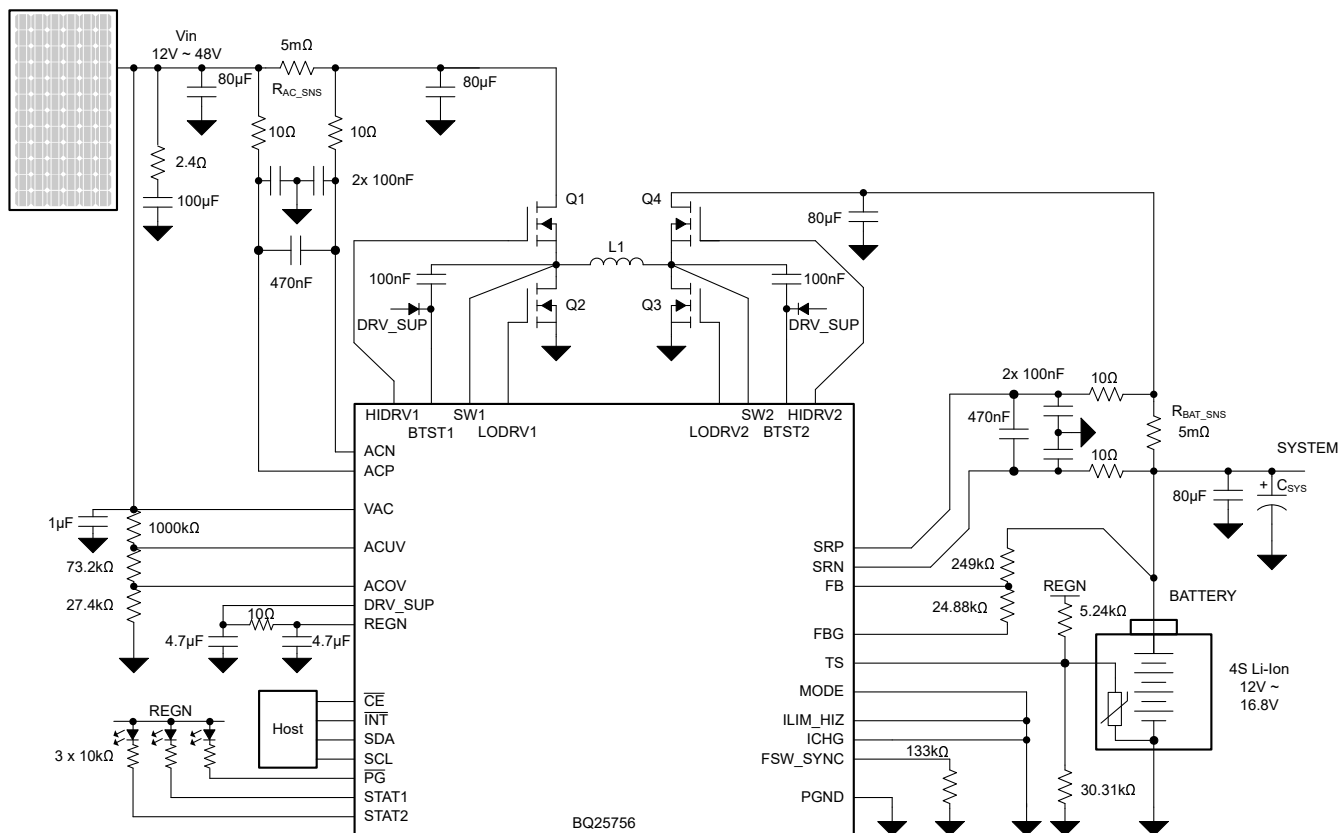 Vin
12V ~ 48V
5mΩ
RAC_SNS
80µF
80µF
10Ω
10Ω
2.4Ω
100µF
2x 100nF
470nF
Q1
Q4
80µF
L1
100nF
100nF
Q2
Q3
DRV_SUP
DRV_SUP
HIDRV1
BTST1
SW1
LODRV1
LODRV2
SW2
BTST2
HIDRV2
2x 100nF
10Ω
470nF
RBAT_SNS
5mΩ
10Ω
SYSTEM
80µF
+
CSYS
ACN
ACP
VAC
1µF
1000kΩ
ACUV
73.2kΩ
ACOV
27.4kΩ
DRV_SUP
10Ω
REGN
4.7µF
4.7µF
SRP
SRN
249kΩ
FB
24.88kΩ
FBG
REGN
5.24kΩ
BATTERY
TS
4S Li-Ion
12V ~
16.8V
MODE
ILIM_HIZ
ICHG
133kΩ
FSW_SYNC
30.31kΩ
PGND
Host
CE
INT
SDA
SCL
REGN
3 x 10kΩ
PG
STAT1
STAT2
BQ25756